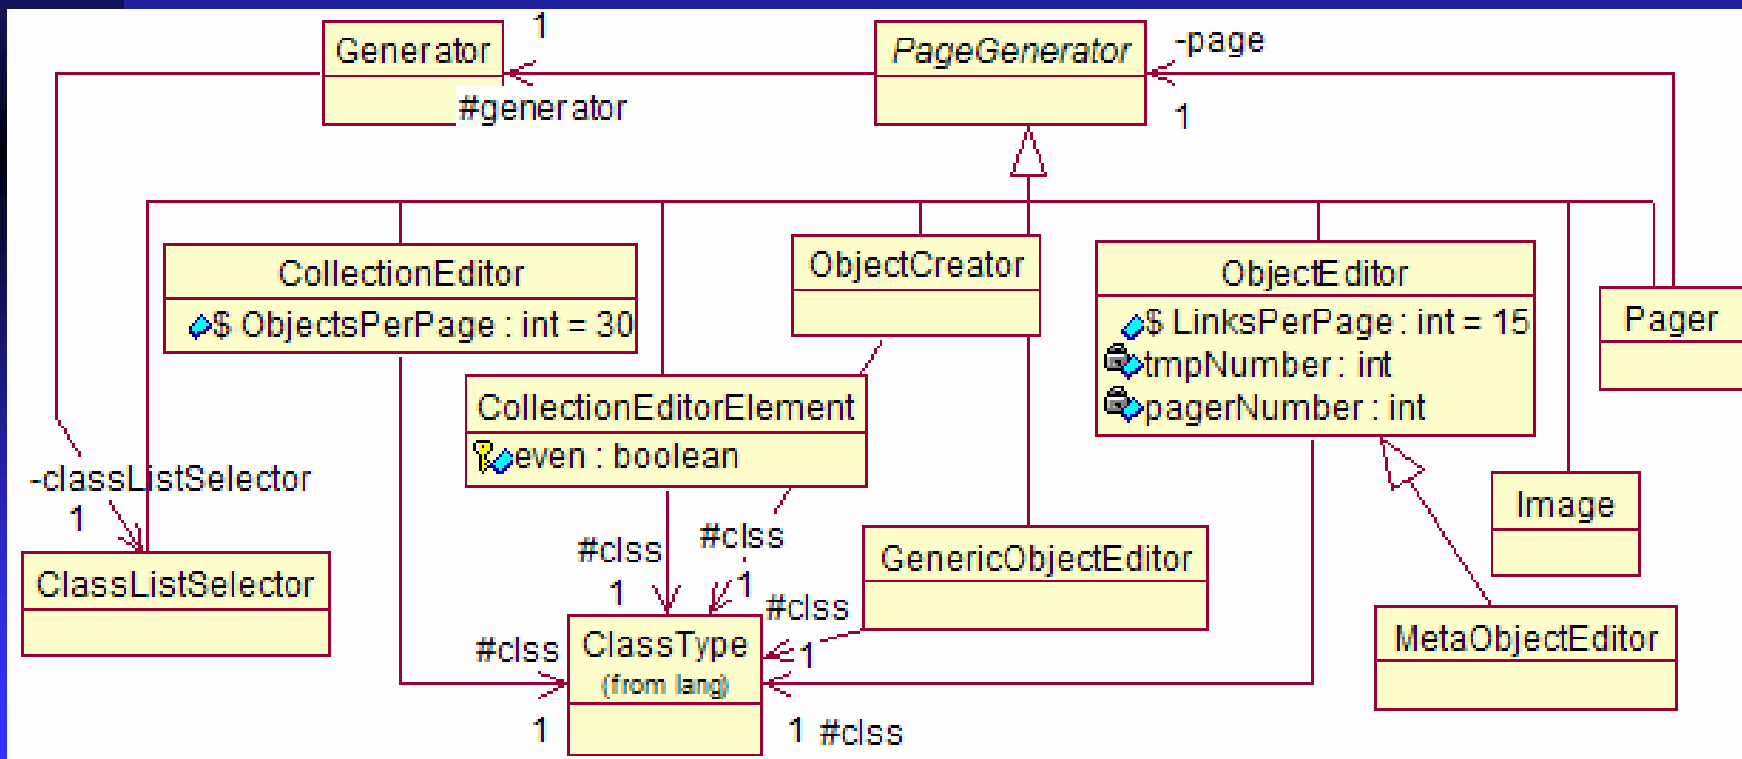 1
Generator
#generator
PageGenerator
-page
1
CollectionEditor
$ ObjectsPerPage : int = 30
ObjectCreator
ObjectEditor
$ LinksPerPage : int = 15
tmpNumber : int
pagerNumber : int
Pager
CollectionEditorElement
even : boolean
-classListSelector
1
ClassListSelector
#clss
1
#clss
1
GenericObjectEditor
#clss
1
Image
MetaObjectEditor
#clss
1
ClassType
(from lang)
1 #clss